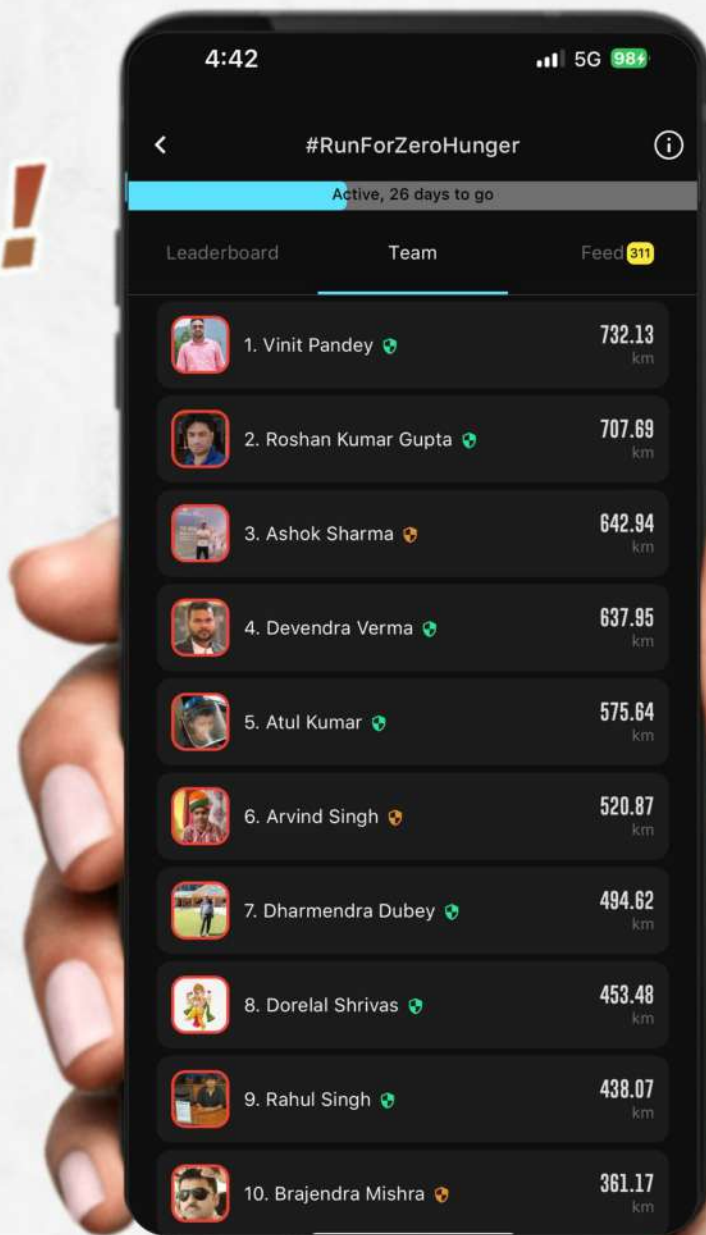 !
4:42 5G 98
#RunForZeroHunger
Active, 26 days to go
Leaderboard Team Feed 311
1. Vinit Pandey 732.13
km
2. Roshan Kumar Gupta 707.69
km
3. Ashok Sharma 642.94
km
4. Devendra Verma 637.95
km
5. Atul Kumar 575.64
km
6. Arvind Singh 520.87
km
7. Dharmendra Dubey 494.62
km
8. Dorelal Shrivas 453.48
km
9. Rahul Singh 438.07
km
10. Brajendra Mishra 361.17
km